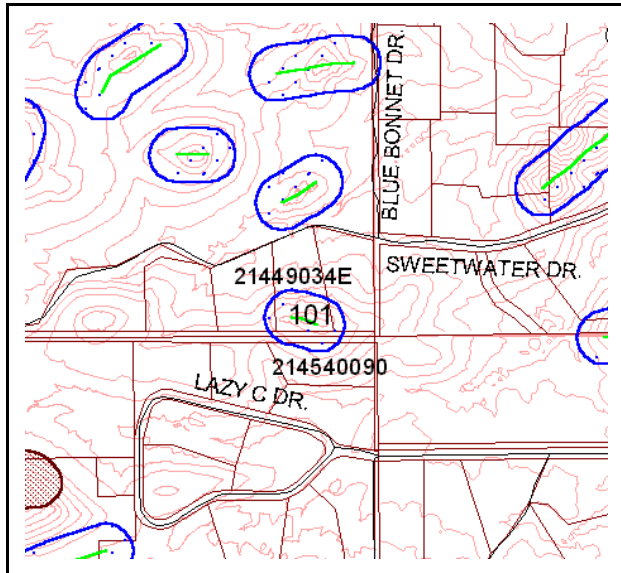 BLUE BONNET DR.
SWEETWATER DR.
21449034E
101
214540090
LAZY C DR.